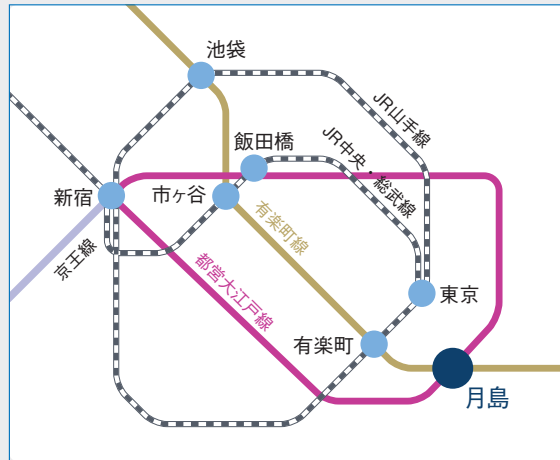 池袋
JR山手線
飯田橋
JR中央・総武線
新宿
市ヶ谷
有楽町線
京王線
都営大江戸線
東京
有楽町
月島